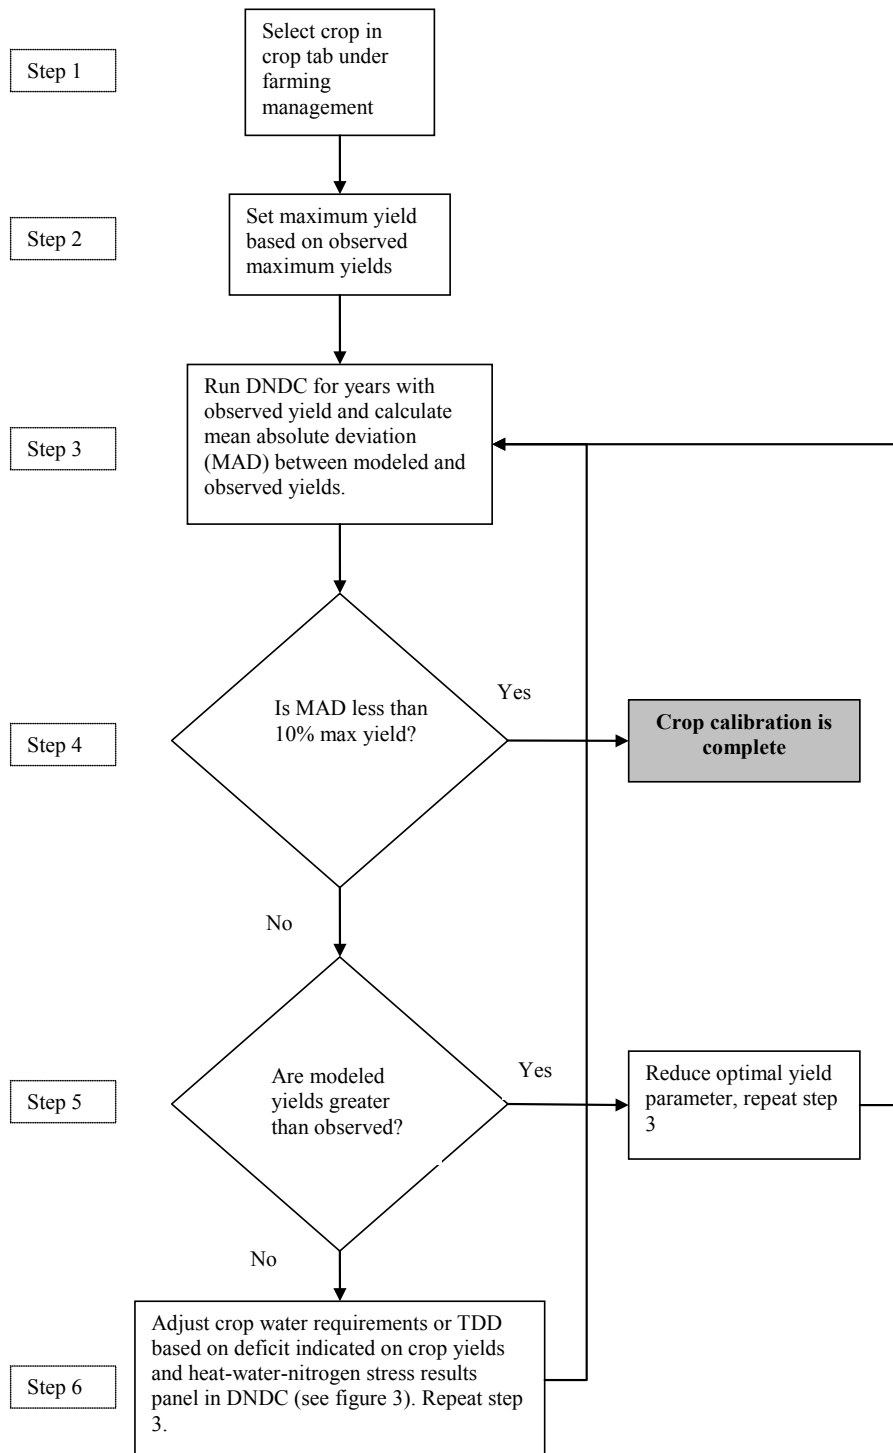 Step 1
Select crop in
crop tab under
farming
management
Step 2
Set maximum yield
based on observed
maximum yields
Step 3
Run DNDC for years with
observed yield and calculate
mean absolute deviation
(MAD) between modeled and
observed yields.
Step 4
Is MAD less than
10% max yield?
Yes
Crop calibration is
complete
No
Step 5
Are modeled
yields greater
than observed?
Yes
Reduce optimal yield
parameter, repeat step
3
No
Step 6
Adjust crop water requirements or TDD
based on deficit indicated on crop yields
and heat-water-nitrogen stress results
panel in DNDC (see figure 3). Repeat step
3.